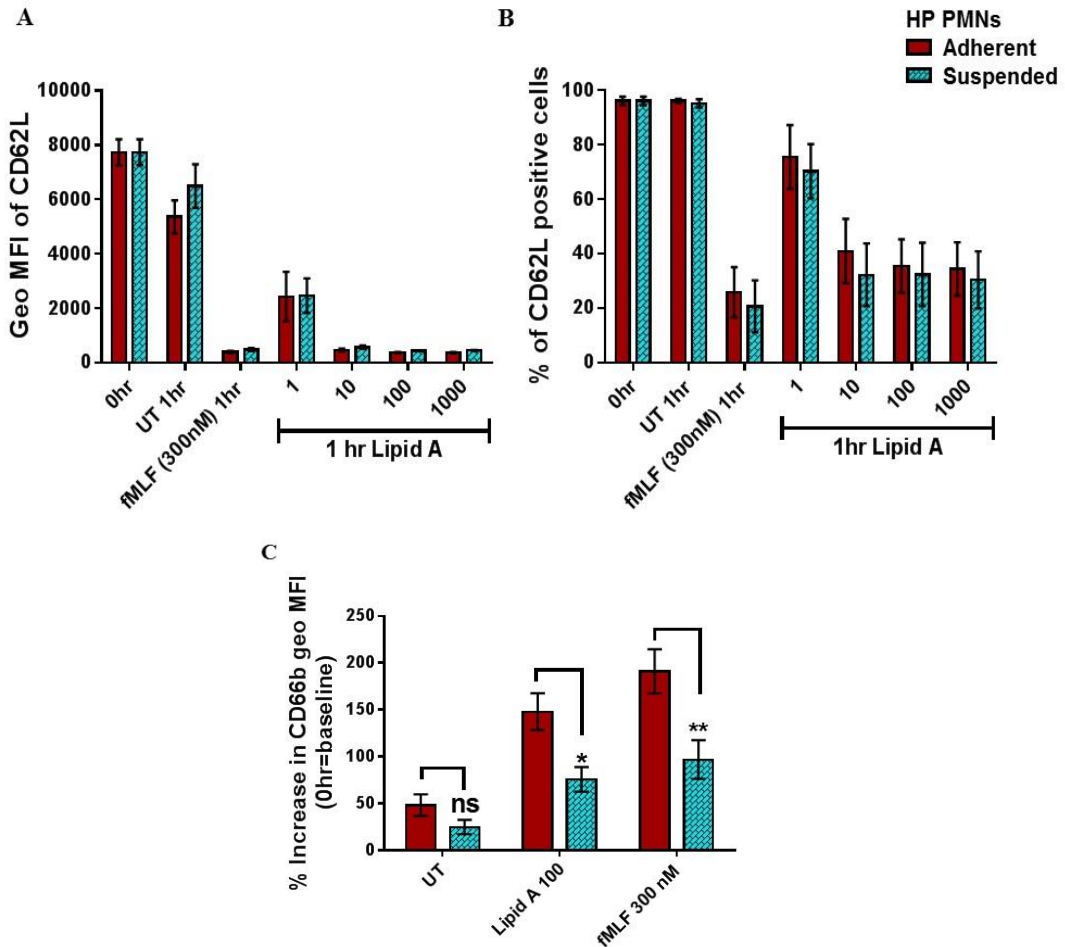 A
B
HP PMNs
Adherent
Suspended
Geo MFI of CD62L
10000
8000
6000
4000
2000
0
0hr
UT 1hr
fMLF (300nM) 1hr
1
10
100
1000
1 hr Lipid A
% of CD62L positive cells
100
80
60
40
20
0
0hr
UT 1hr
fMLF (300nM) 1hr
1
10
100
1000
1hr Lipid A
C
% Increase in CD66b geo MFI
(0hr=baseline)
250
200
150
100
50
0
ns
*
**
UT
Lipid A 100
fMLF 300 nM